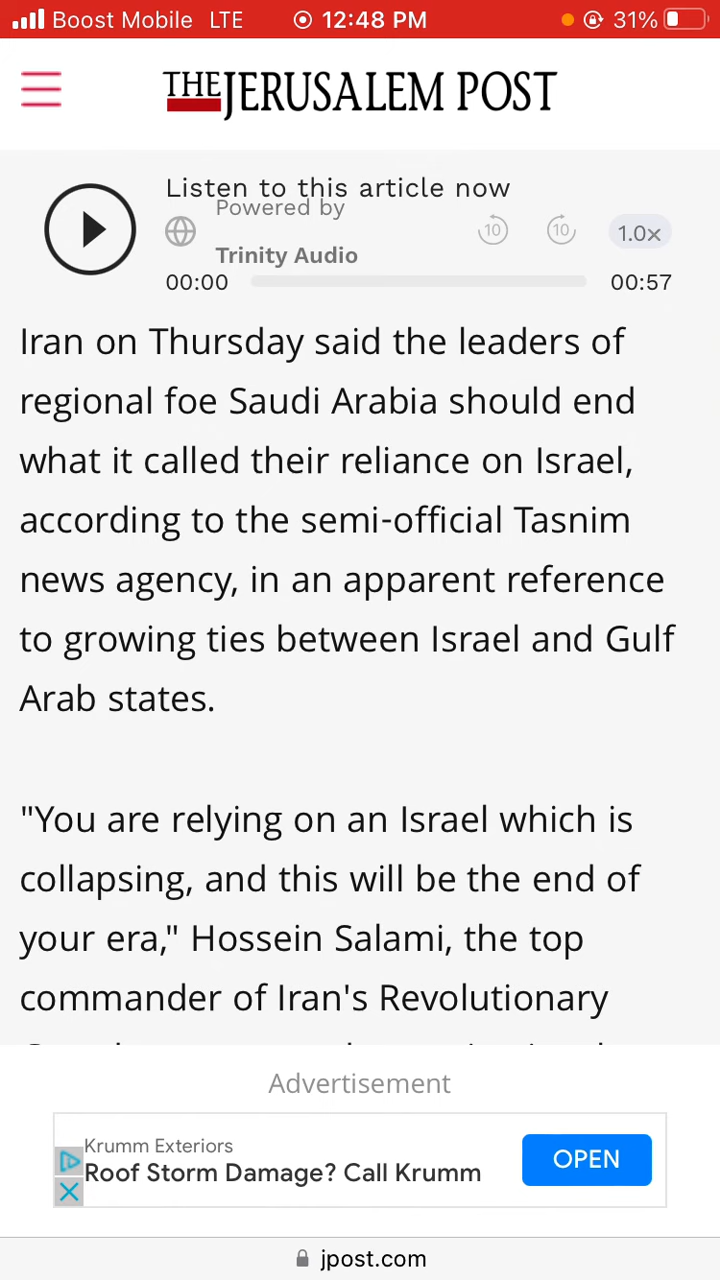 Boost Mobile LTE 12:48 PM 31%
THE JERUSALEM POST
Listen to this article now
Powered by
10 10 1.0x
Trinity Audio
00:00 00:57
Iran on Thursday said the leaders of
regional foe Saudi Arabia should end
what it called their reliance on Israel,
according to the semi-official Tasnim
news agency, in an apparent reference
to growing ties between Israel and Gulf
Arab states.
"You are relying on an Israel which is
collapsing, and this will be the end of
your era," Hossein Salami, the top
commander of Iran's Revolutionary
Advertisement
Krumm Exteriors
Roof Storm Damage? Call Krumm
OPEN
jpost.com